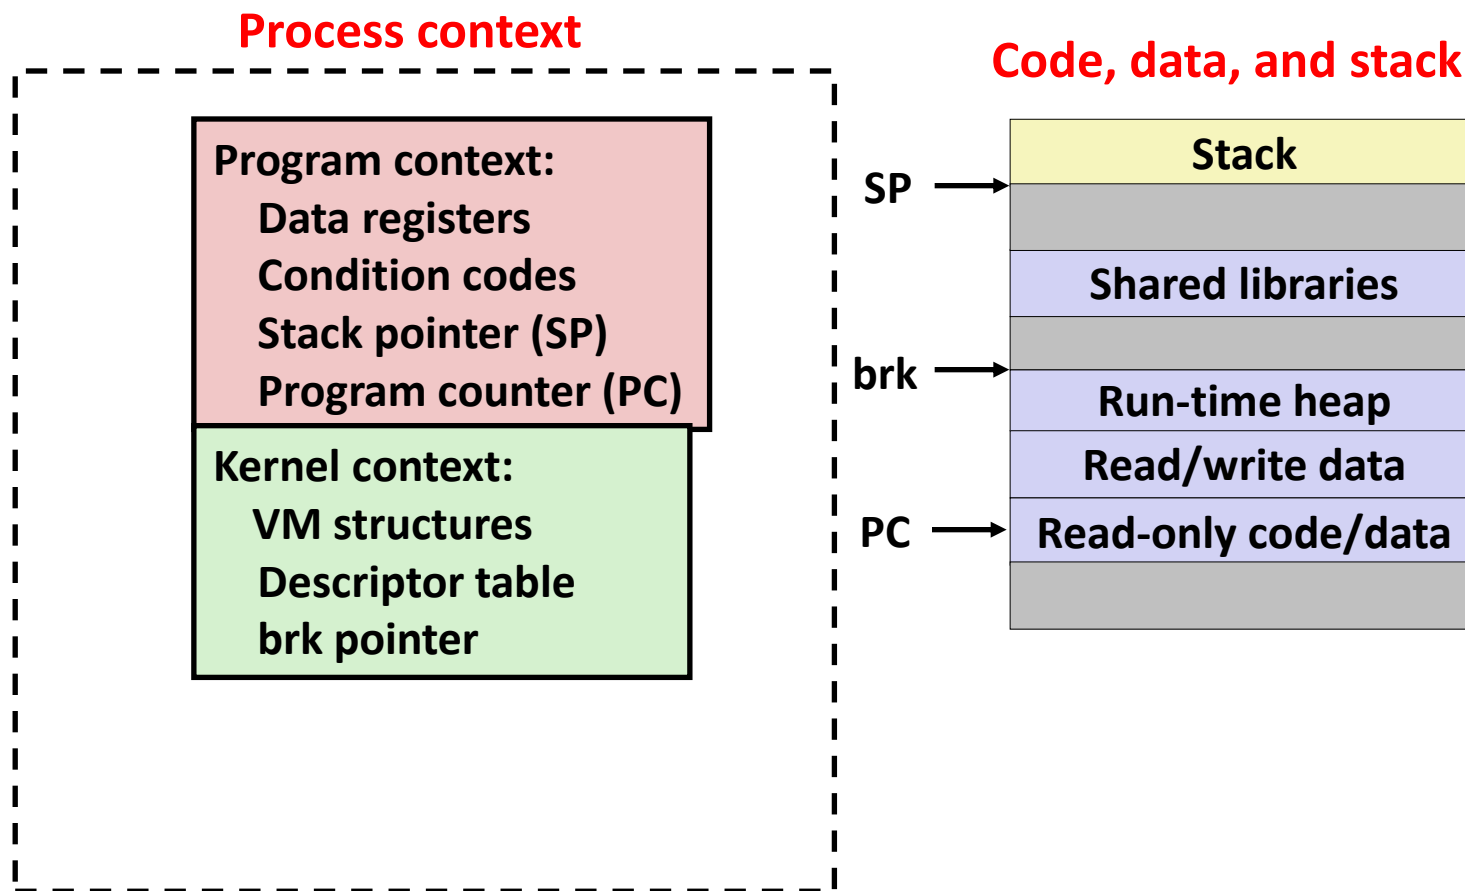 Process context
Program context:
Data registers
Condition codes
Stack pointer (SP)
Program counter (PC)
Kernel context:
VM structures
Descriptor table
brk pointer
Code, data, and stack
Stack
SP
Shared libraries
brk
Run-time heap
Read/write data
PC
Read-only code/data